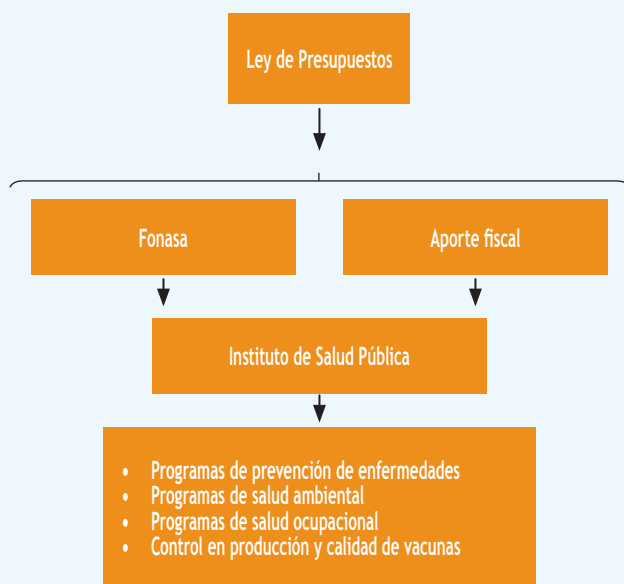 Ley de Presupuestos
Fonasa
Aporte fiscal
Instituto de Salud Pública
• Programas de prevención de enfermedades
• Programas de salud ambiental
• Programas de salud ocupacional
• Control en producción y calidad de vacunas